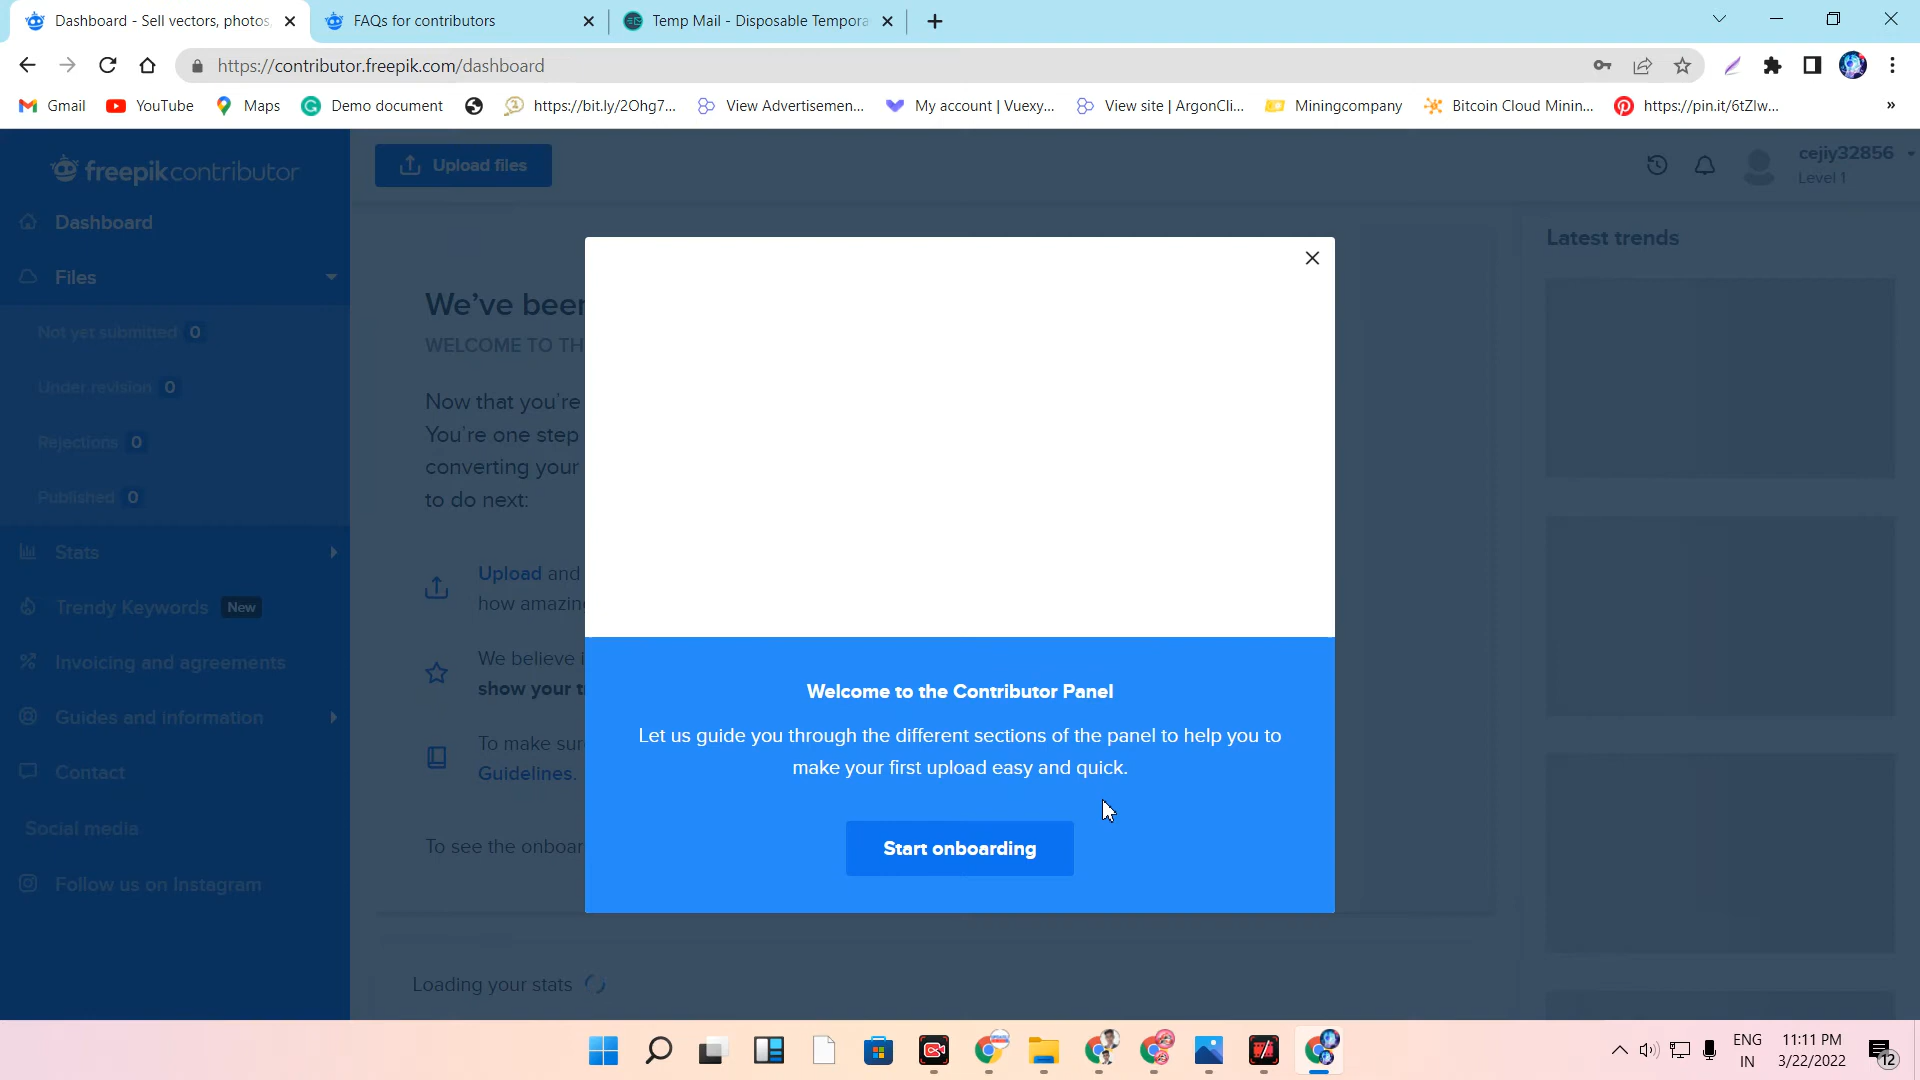 Dashboard - Sell vectors, photos,
FAQs for contributors
Temp Mail - Disposable Tempora
https://contributor.freepik.com/dashboard
Gmail
YouTube
Maps
Demo document
https://bit.ly/2Ohg7...
View Advertisemen...
My account | Vuexy...
View site | ArgonCli...
Miningcompany
Bitcoin Cloud Minin...
https://pin.it/6tZlw...
»
freepikcontributor
Upload files
cejiy32856
Level 1
Dashboard
Files
Not yet submitted 0
Under revision 0
Rejections 0
Published 0
Stats
Trendy Keywords New
Invoicing and agreements
Guides and information
Contact
Social media
Follow us on Instagram
We've been
WELCOME TO TH
Now that you're
You're one step
converting your
to do next:
Upload and
how amazin
We believe i
show your t
To make sur
Guidelines.
To see the onboar
Loading your stats
Latest trends
Welcome to the Contributor Panel
Let us guide you through the different sections of the panel to help you to
make your first upload easy and quick.
Start onboarding
ENG
IN
11:11 PM
3/22/2022
12